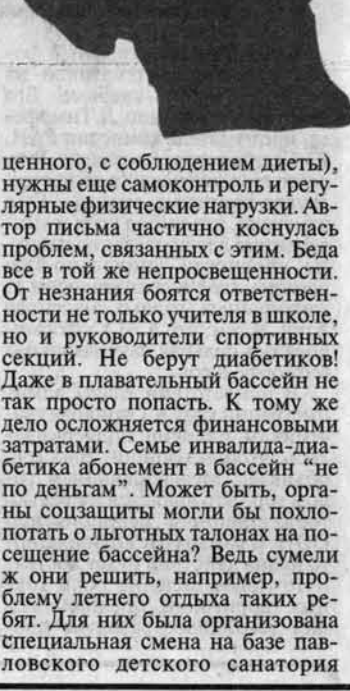 ценного, с соблюдением диеты),
нужны еще самоконтроль и регу-
лярные физические нагрузки. Ав-
тор письма частично коснулась
проблем, связанных с этим. Беда
все в той же непросвещенности.
От незнания боятся ответствен-
ности не только учителя в школе,
но и руководители спортивных
секций. Не берут диабетиков!
Даже в плавательный бассейн не
так просто попасть. К тому же
дело осложняется финансовыми
затратами. Семье инвалида-диа-
бетика абонемент в бассейн “не
по деньгам”. Может быть, орга-
ны соцзащиты могли бы похло-
потать о льготных талонах на по-
сещение бассейна? Ведь сумели
ж они решить, например, про-
блему летнего отдыха таких ре-
бят. Для них была организована
специальная смена на базе пав-
ловского детского санатория